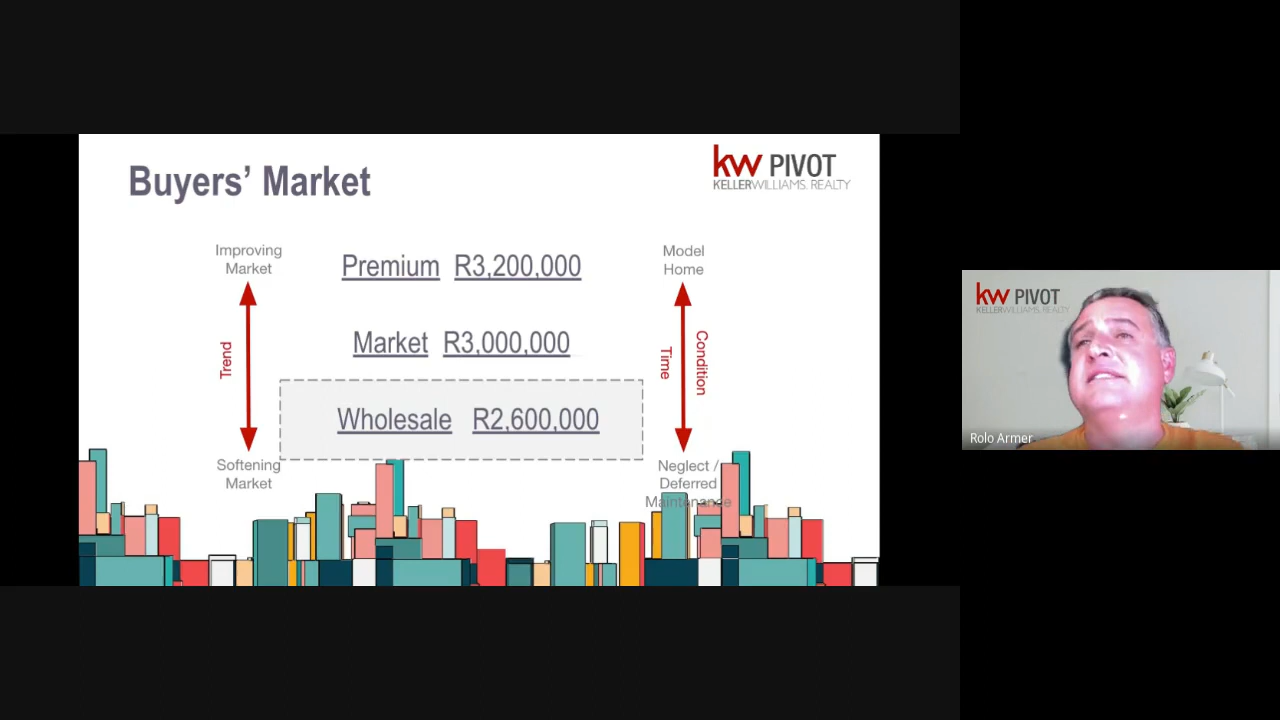 Buyers' Market
kw PIVOT
KELLERWILLIAMS. REALTY
Improving
Market
Premium R3,200,000
Model
Home
Trend
Market R3,000,000
Time
Condition
Wholesale R2,600,000
Softening
Market
Neglect /
Deferred
Maintenance
kw PIVOT
KELLERWILLIAMS. REALTY
Rolo Armer